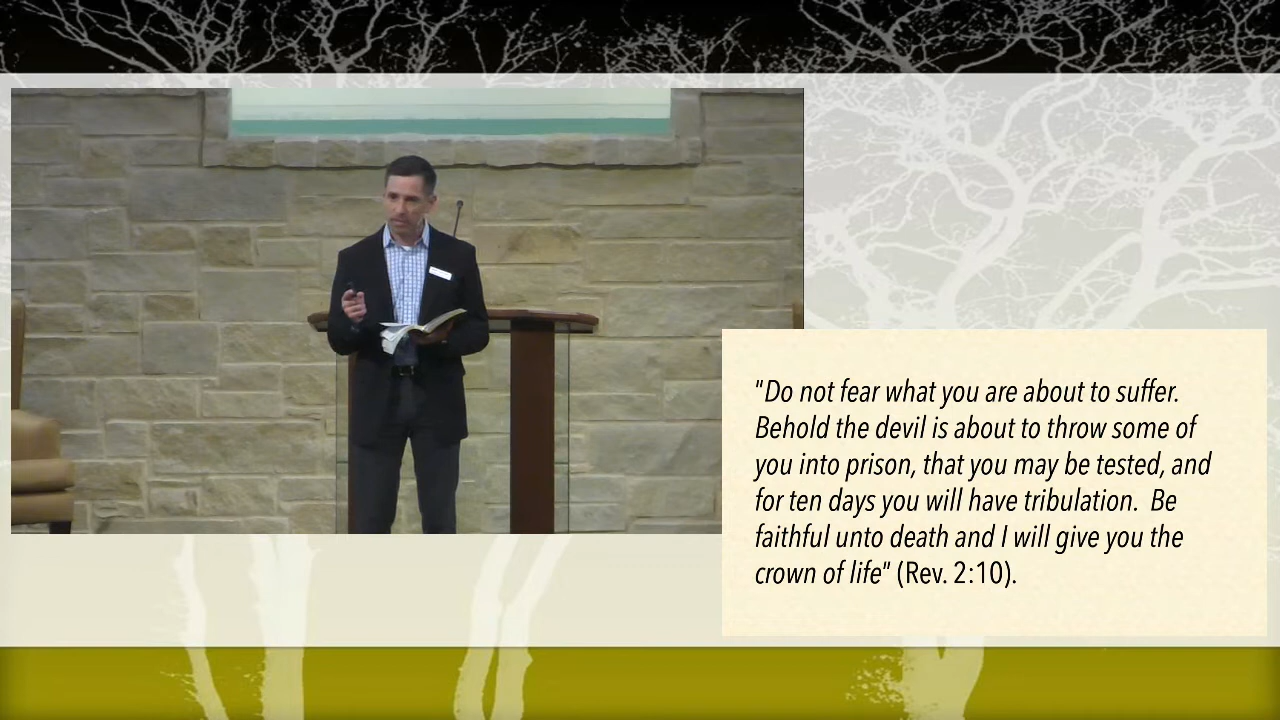 "Do not fear what you are about to suffer.
Behold the devil is about to throw some of
you into prison, that you may be tested, and
for ten days you will have tribulation.  Be
faithful unto death and I will give you the
crown of life" (Rev. 2:10).